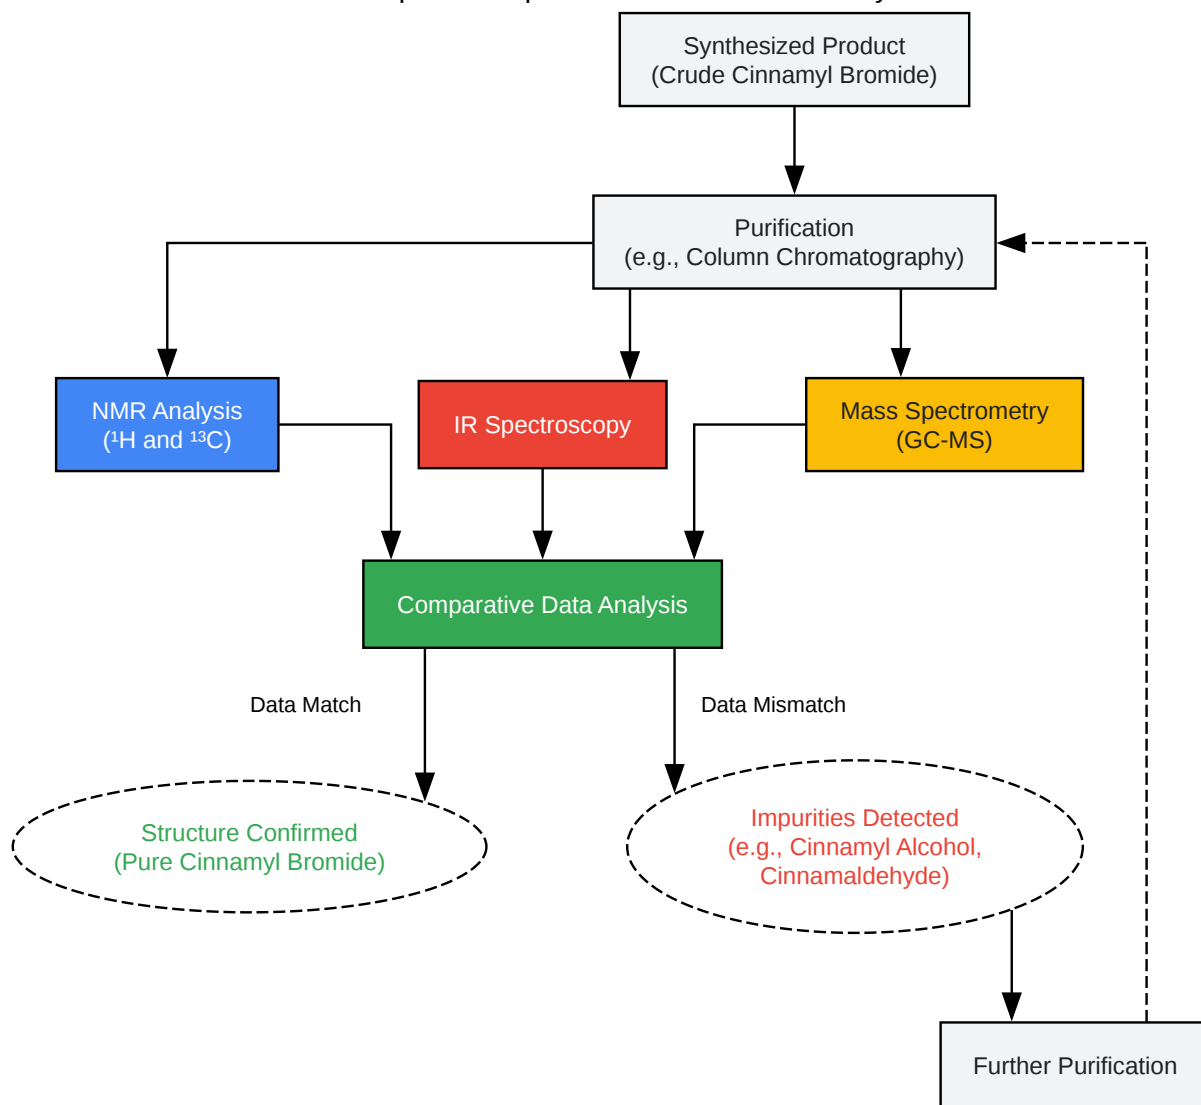 Synthesized Product
(Crude Cinnamyl Bromide)
Purification
(e.g., Column Chromatography)
NMR Analysis
(¹H and ¹³C)
IR Spectroscopy
Mass Spectrometry
(GC-MS)
Comparative Data Analysis
Data Match
Data Mismatch
Structure Confirmed
(Pure Cinnamyl Bromide)
Impurities Detected
(e.g., Cinnamyl Alcohol,
Cinnamaldehyde)
Further Purification